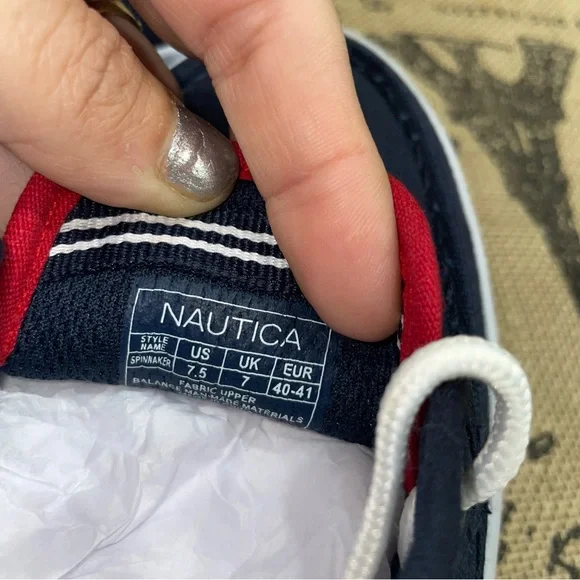 NAUTICA
STYLE NAME US UK EUR
SPINNAKER 7.5 7 40-41
FABRIC UPPER
BALANCE MAN-MADE MATERIALS